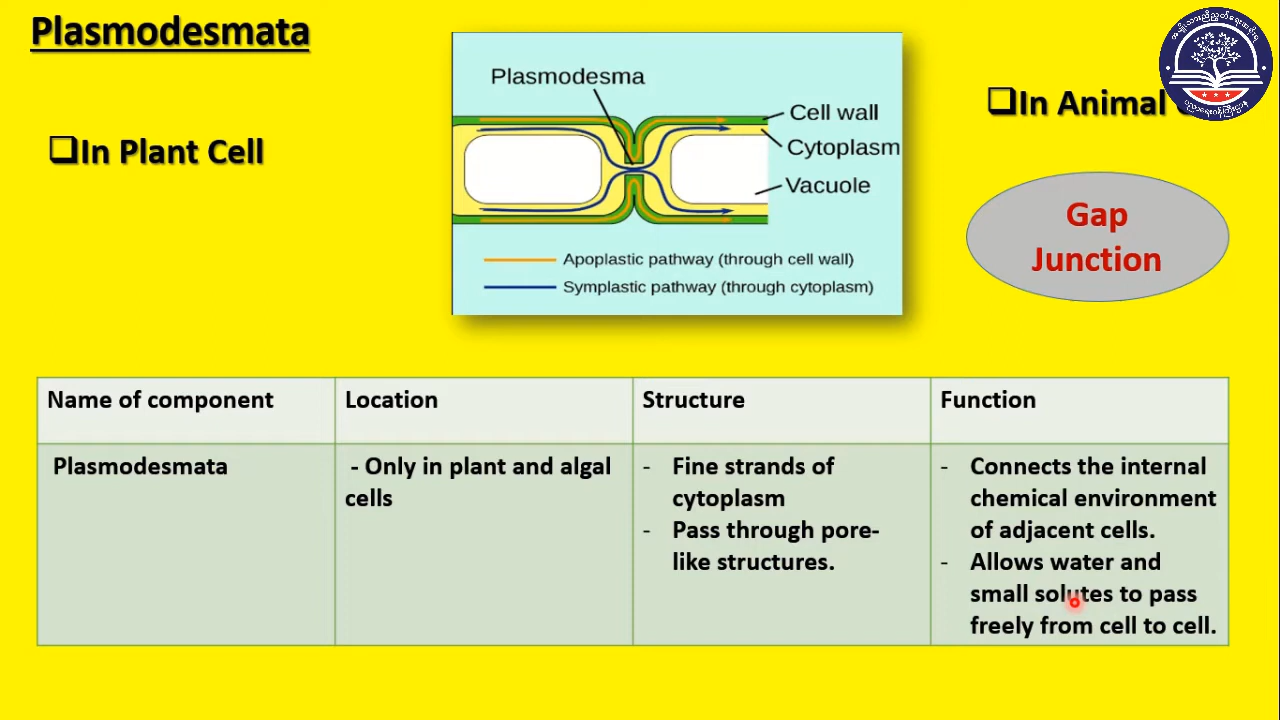 Plasmodesmata
In Plant Cell
Plasmodesma
Cell wall
Cytoplasm
Vacuole
Apoplastic pathway (through cell wall)
Symplastic pathway (through cytoplasm)
In Animal
Gap
Junction
Name of component
Location
Structure
Function
Plasmodesmata
- Only in plant and algal
cells
- Fine strands of
cytoplasm
- Pass through pore-
like structures.
- Connects the internal
chemical environment
of adjacent cells.
- Allows water and
small solutes to pass
freely from cell to cell.